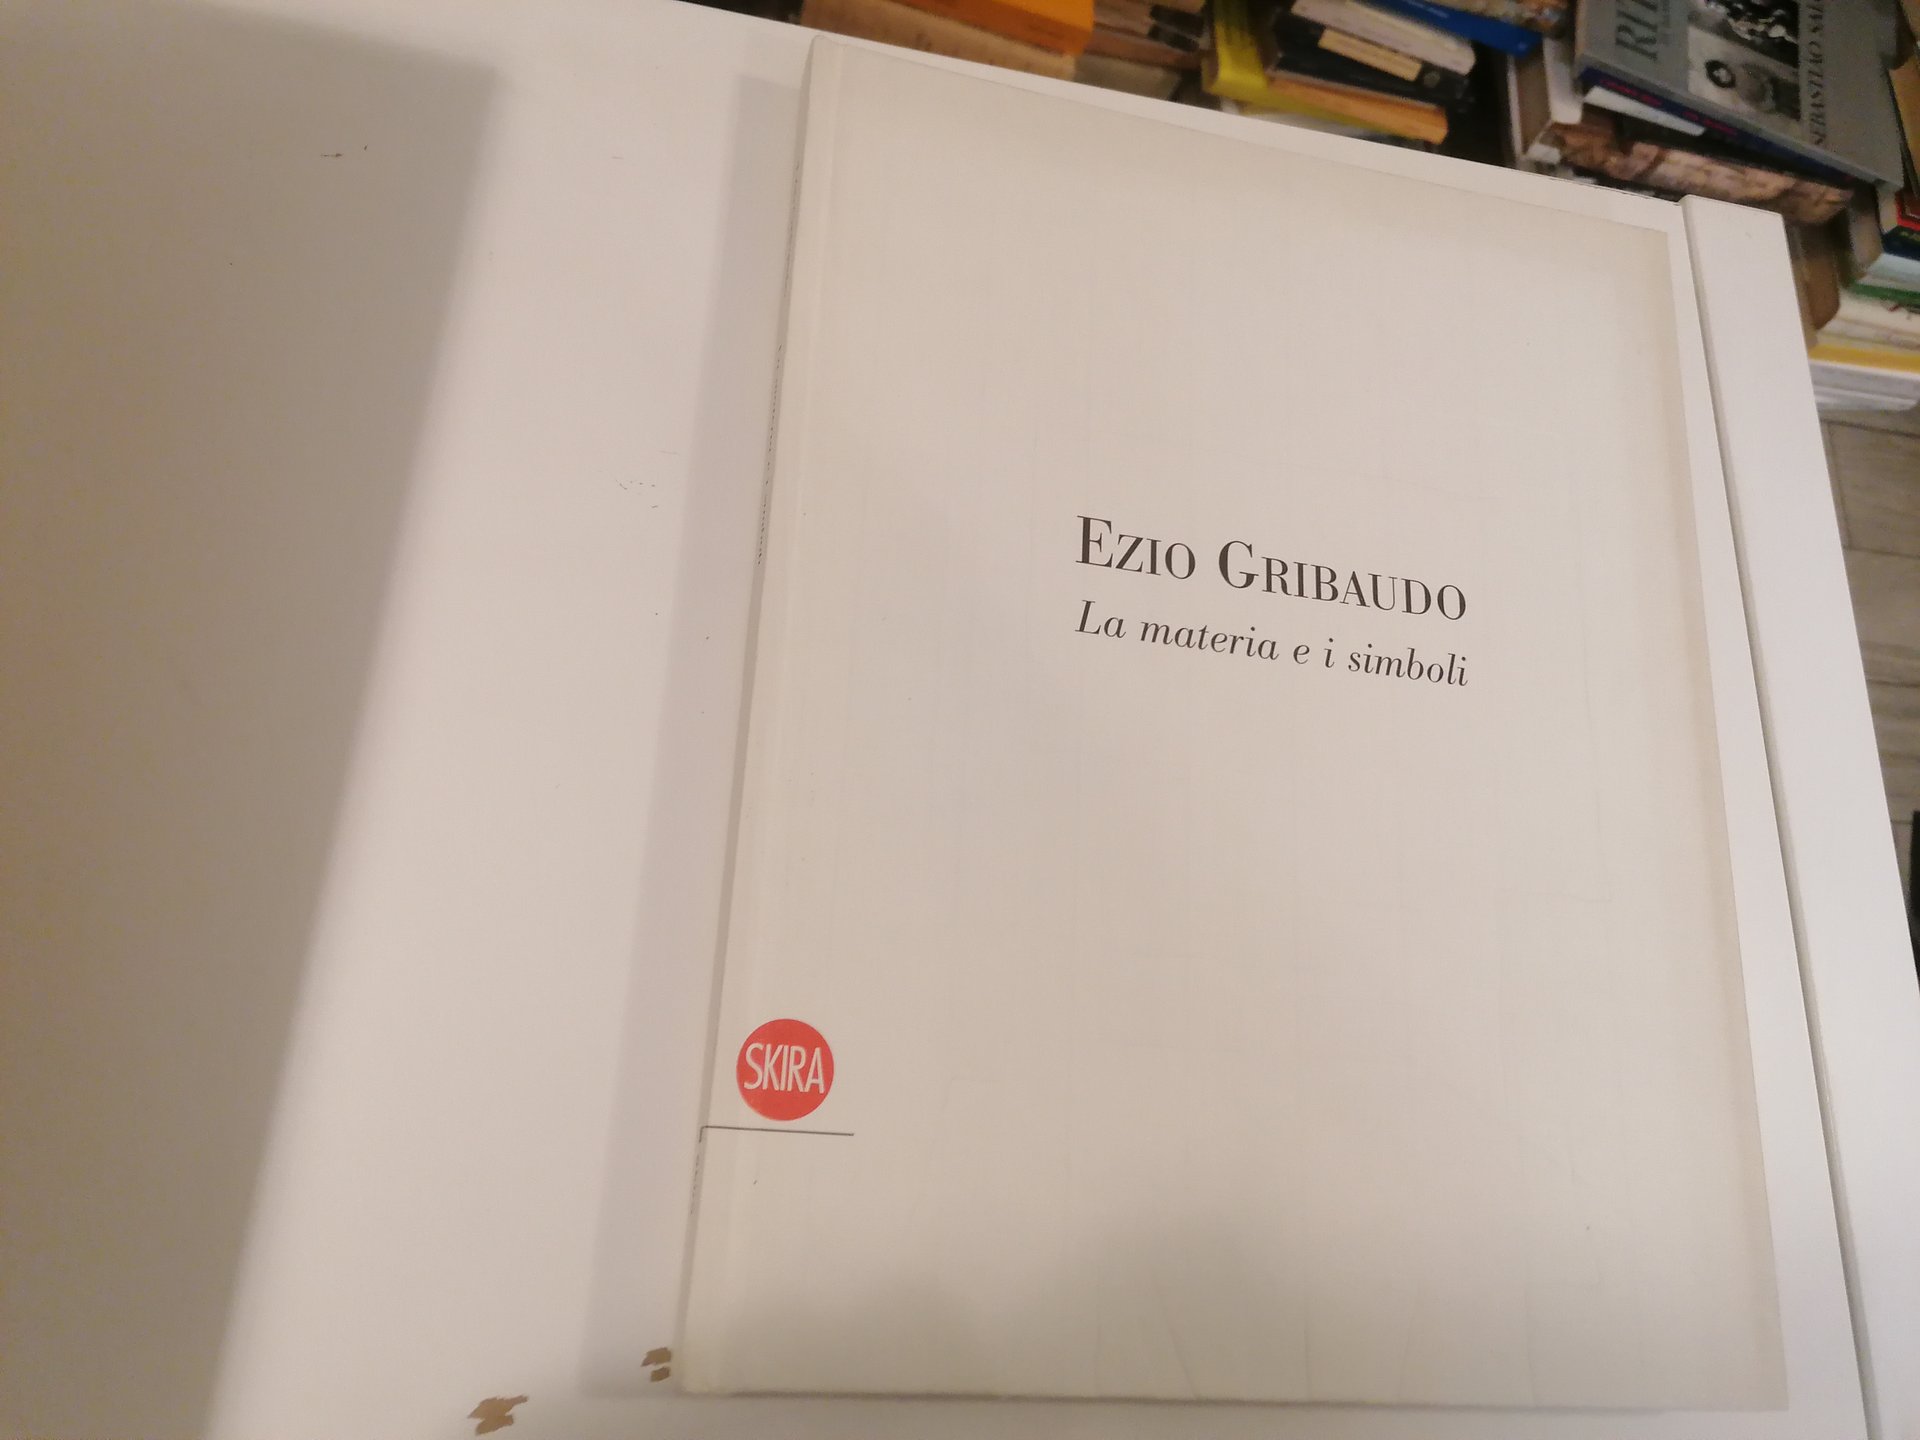 EZIO GRIBAUDO
La materia e i simboli
SKIRA